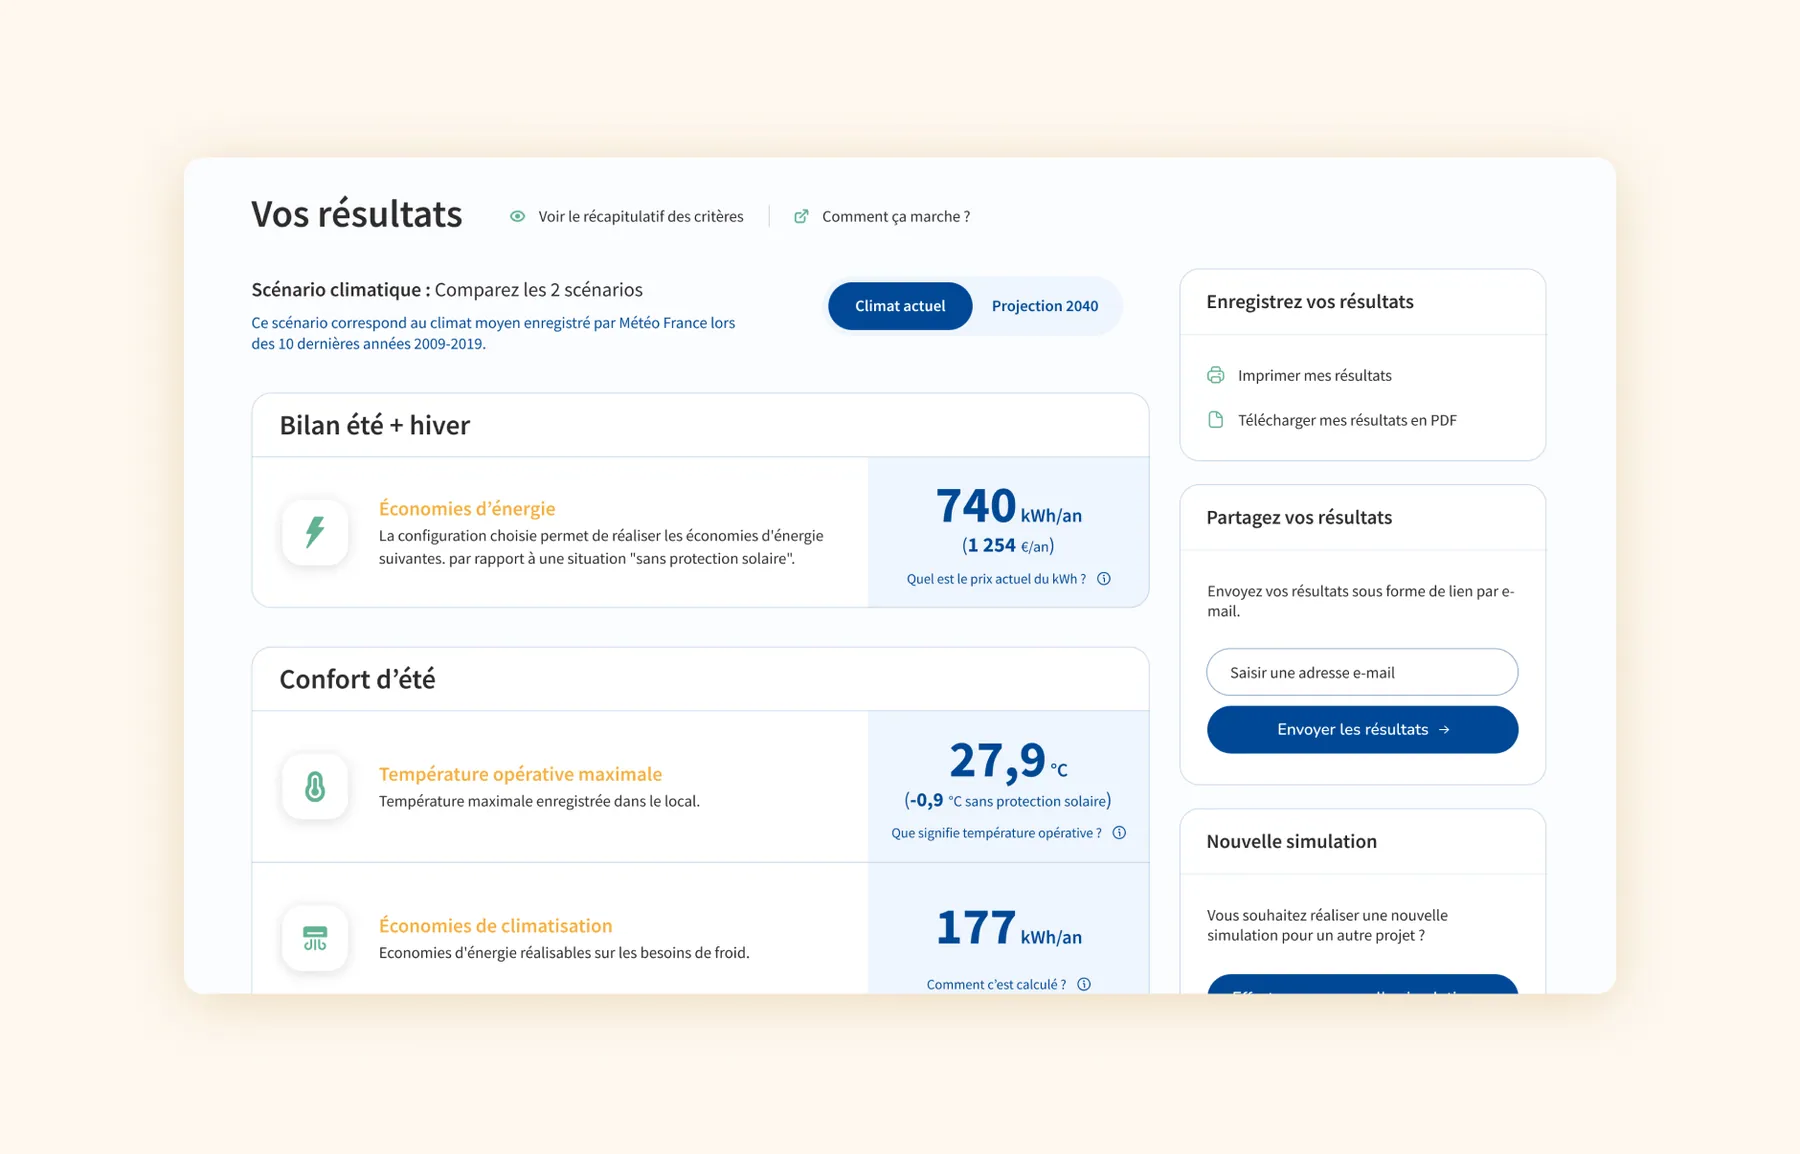 Vos résultats
Voir le récapitulatif des critères
Comment ça marche ?
Scénario climatique : Comparez les 2 scénarios
Ce scénario correspond au climat moyen enregistré par Météo France lors
des 10 dernières années 2009-2019.
Climat actuel
Projection 2040
Bilan été + hiver
Économies d’énergie
La configuration choisie permet de réaliser les économies d'énergie
suivantes. par rapport à une situation "sans protection solaire".
740 kWh/an
(1 254 €/an)
Quel est le prix actuel du kWh ?
Confort d’été
Température opérative maximale
Température maximale enregistrée dans le local.
27,9 °C
(-0,9 °C sans protection solaire)
Que signifie température opérative ?
Économies de climatisation
Economies d'énergie réalisables sur les besoins de froid.
177 kWh/an
Comment c’est calculé ?
Enregistrez vos résultats
Imprimer mes résultats
Télécharger mes résultats en PDF
Partagez vos résultats
Envoyez vos résultats sous forme de lien par e-
mail.
Saisir une adresse e-mail
Envoyer les résultats →
Nouvelle simulation
Vous souhaitez réaliser une nouvelle
simulation pour un autre projet ?